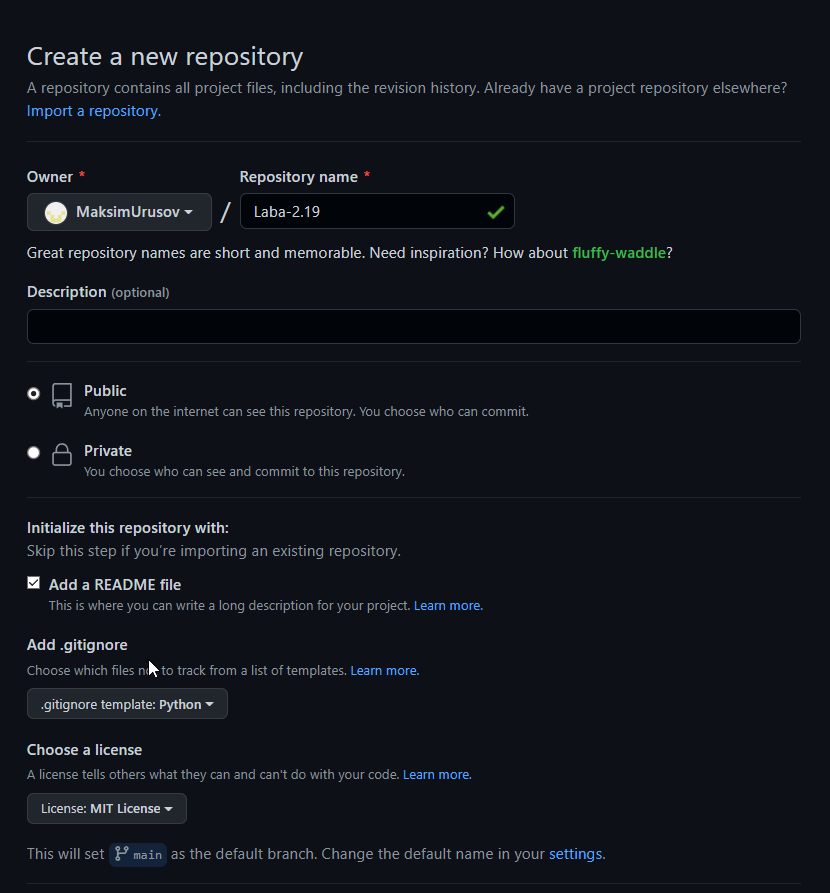 Create a new repository
A repository contains all project files, including the revision history. Already have a project repository elsewhere?
Import a repository.
Owner * Repository name *
MaksimUrusov / Laba-2.19
Great repository names are short and memorable. Need inspiration? How about fluffy-waddle?
Description (optional)
Public
Anyone on the internet can see this repository. You choose who can commit.
Private
You choose who can see and commit to this repository.
Initialize this repository with:
Skip this step if you're importing an existing repository.
Add a README file
This is where you can write a long description for your project. Learn more.
Add .gitignore
Choose which files not to track from a list of templates. Learn more.
.gitignore template: Python
Choose a license
A license tells others what they can and can't do with your code. Learn more.
License: MIT License
This will set main as the default branch. Change the default name in your settings.